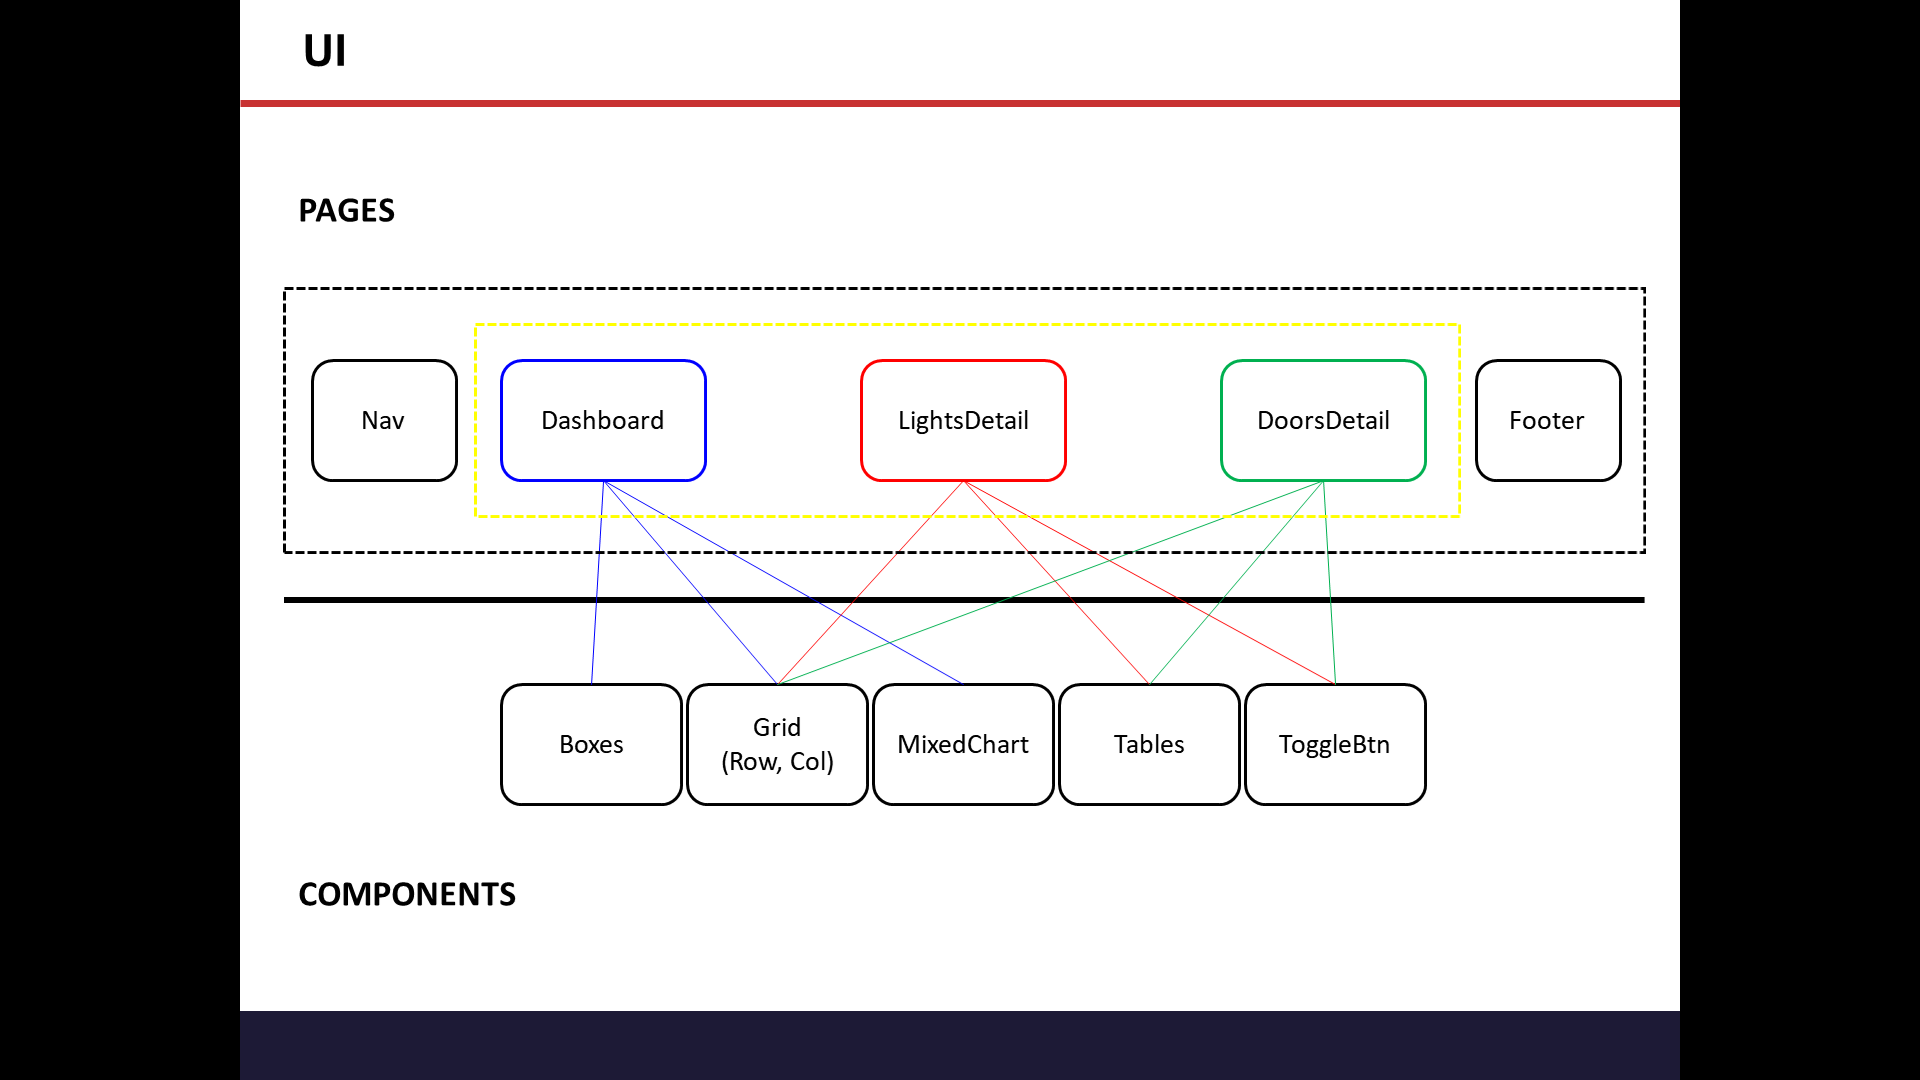 UI
PAGES
Nav
Dashboard
LightsDetail
DoorsDetail
Footer
Boxes
Grid
(Row, Col)
MixedChart
Tables
ToggleBtn
COMPONENTS